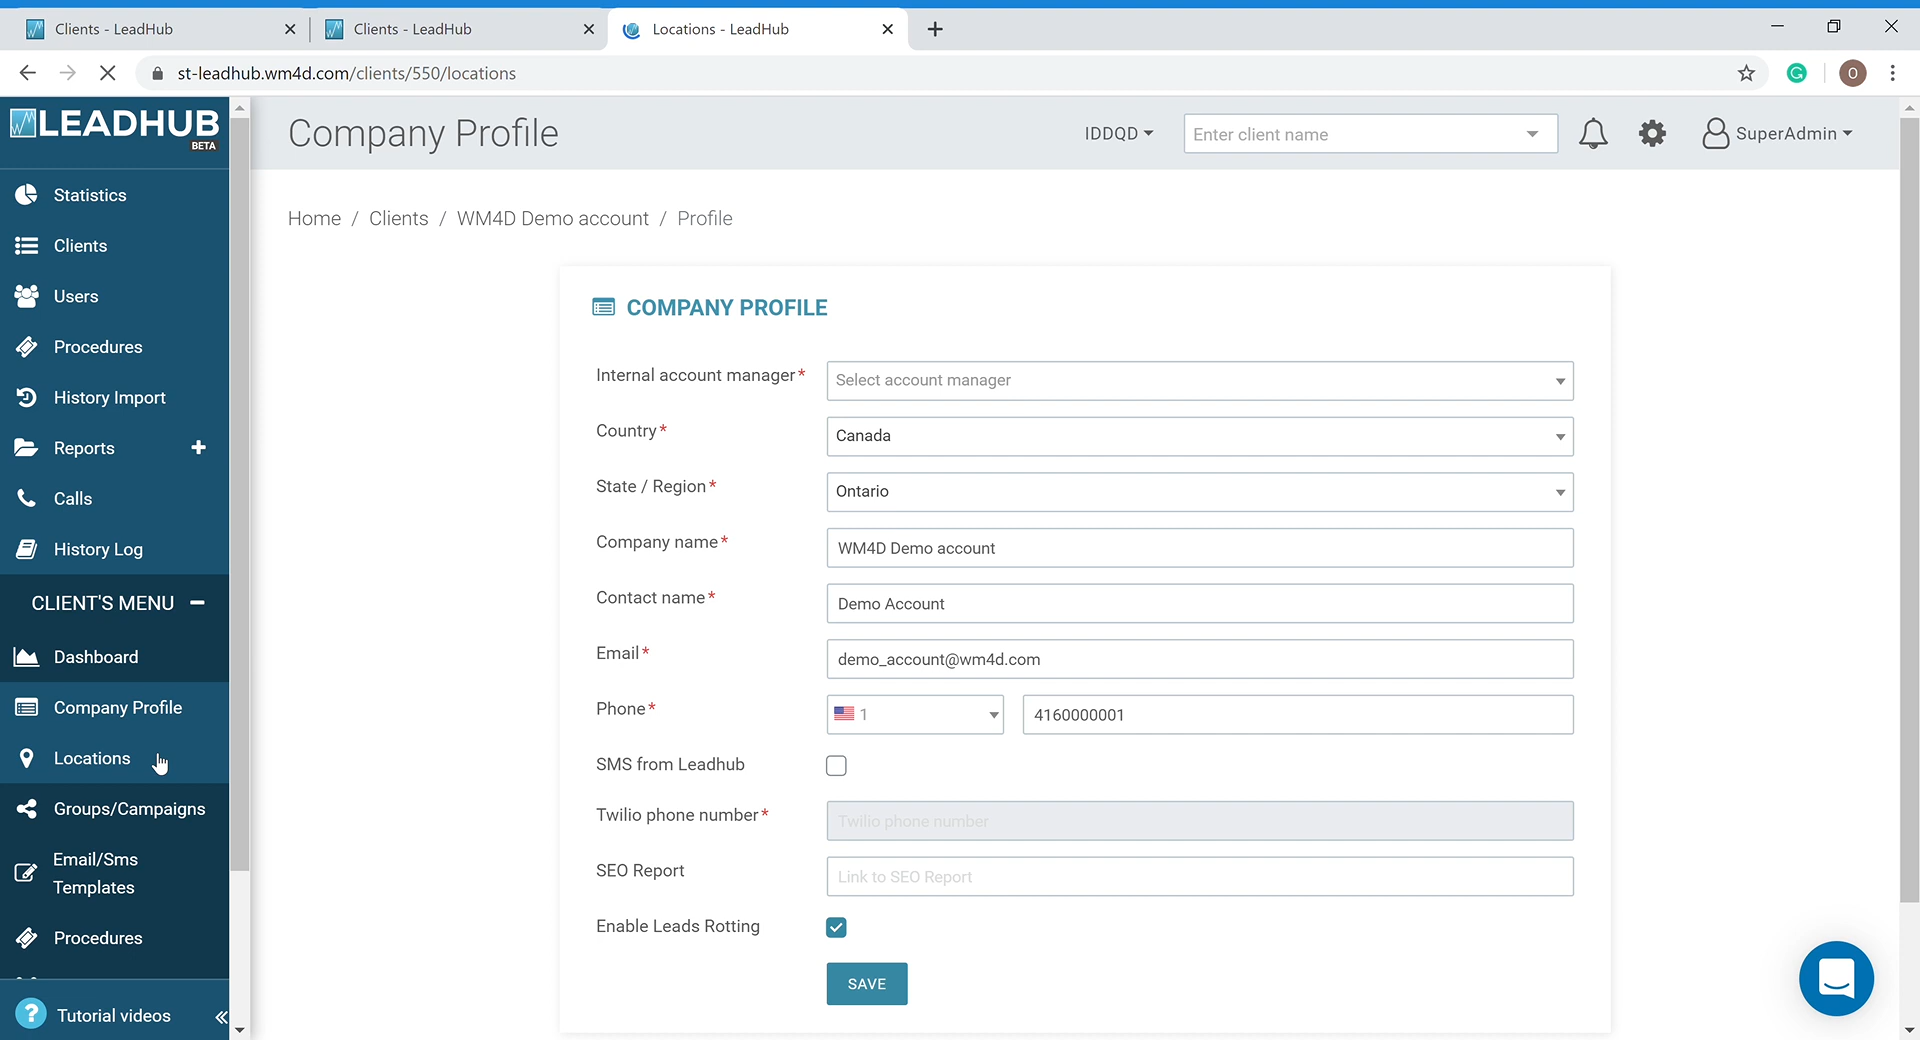 Clients - LeadHub
Clients - LeadHub
Locations - LeadHub
st-leadhub.wm4d.com/clients/550/locations
G
O
LEADHUB
BETA
Company Profile
IDDQD
Enter client name
SuperAdmin
Statistics
Clients
Users
Procedures
History Import
Reports
Calls
History Log
CLIENT'S MENU
Dashboard
Company Profile
Locations
Groups/Campaigns
Email/Sms
Templates
Procedures
? Tutorial videos
Home / Clients / WM4D Demo account / Profile
COMPANY PROFILE
Internal account manager* Select account manager
Country* Canada
State / Region* Ontario
Company name* WM4D Demo account
Contact name* Demo Account
Email* demo_account@wm4d.com
Phone* 1 4160000001
SMS from Leadhub
Twilio phone number* Twilio phone number
SEO Report Link to SEO Report
Enable Leads Rotting
SAVE